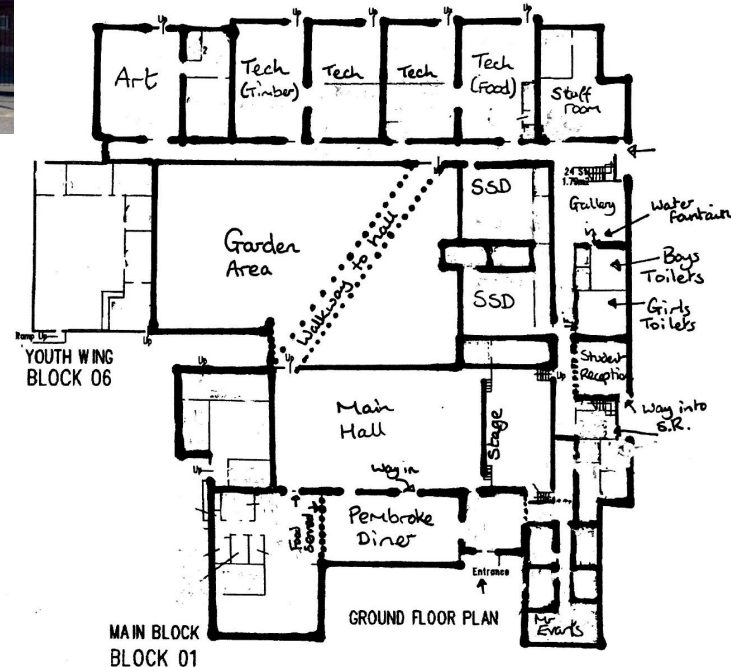 Up
Up
Up
Up
2
Art
Tech
(Timber)
Tech
Tech
Tech
(Food)
Staff
room
24 St
Gallery
in
Water
Fountain
SSD
Boys
Toilets
Garden
Area
Walkway to hall
SSD
Girls
Toilets
Ramp Up
Up
YOUTH WING
BLOCK 06
Up
Up
Up
Student
Reception
Way into
S.R.
Main
Hall
Stage
Up
Way in
Food
served
Pembroke
Diner
Entrance
GROUND FLOOR PLAN
Mr
Evans
MAIN BLOCK
BLOCK 01